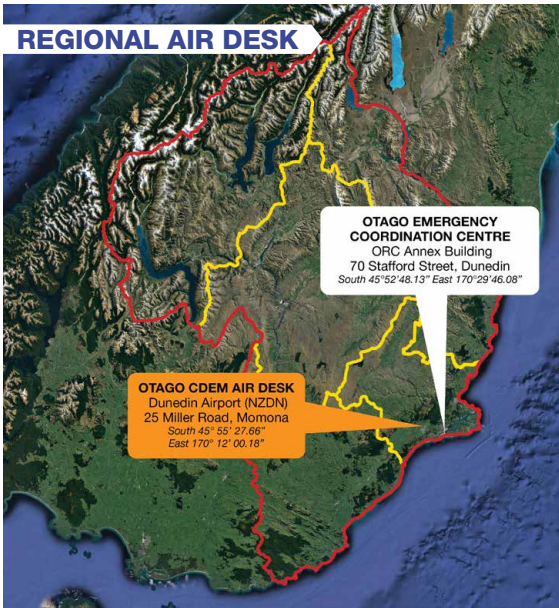 REGIONAL AIR DESK
OTAGO EMERGENCY
COORDINATION CENTRE
ORC Annex Building
70 Stafford Street, Dunedin
South 45°52'48.13" East 170°29'46.08"
OTAGO CDEM AIR DESK
Dunedin Airport (NZDN)
25 Miller Road, Momona
South 45° 55' 27.66"
East 170° 12' 00.18"